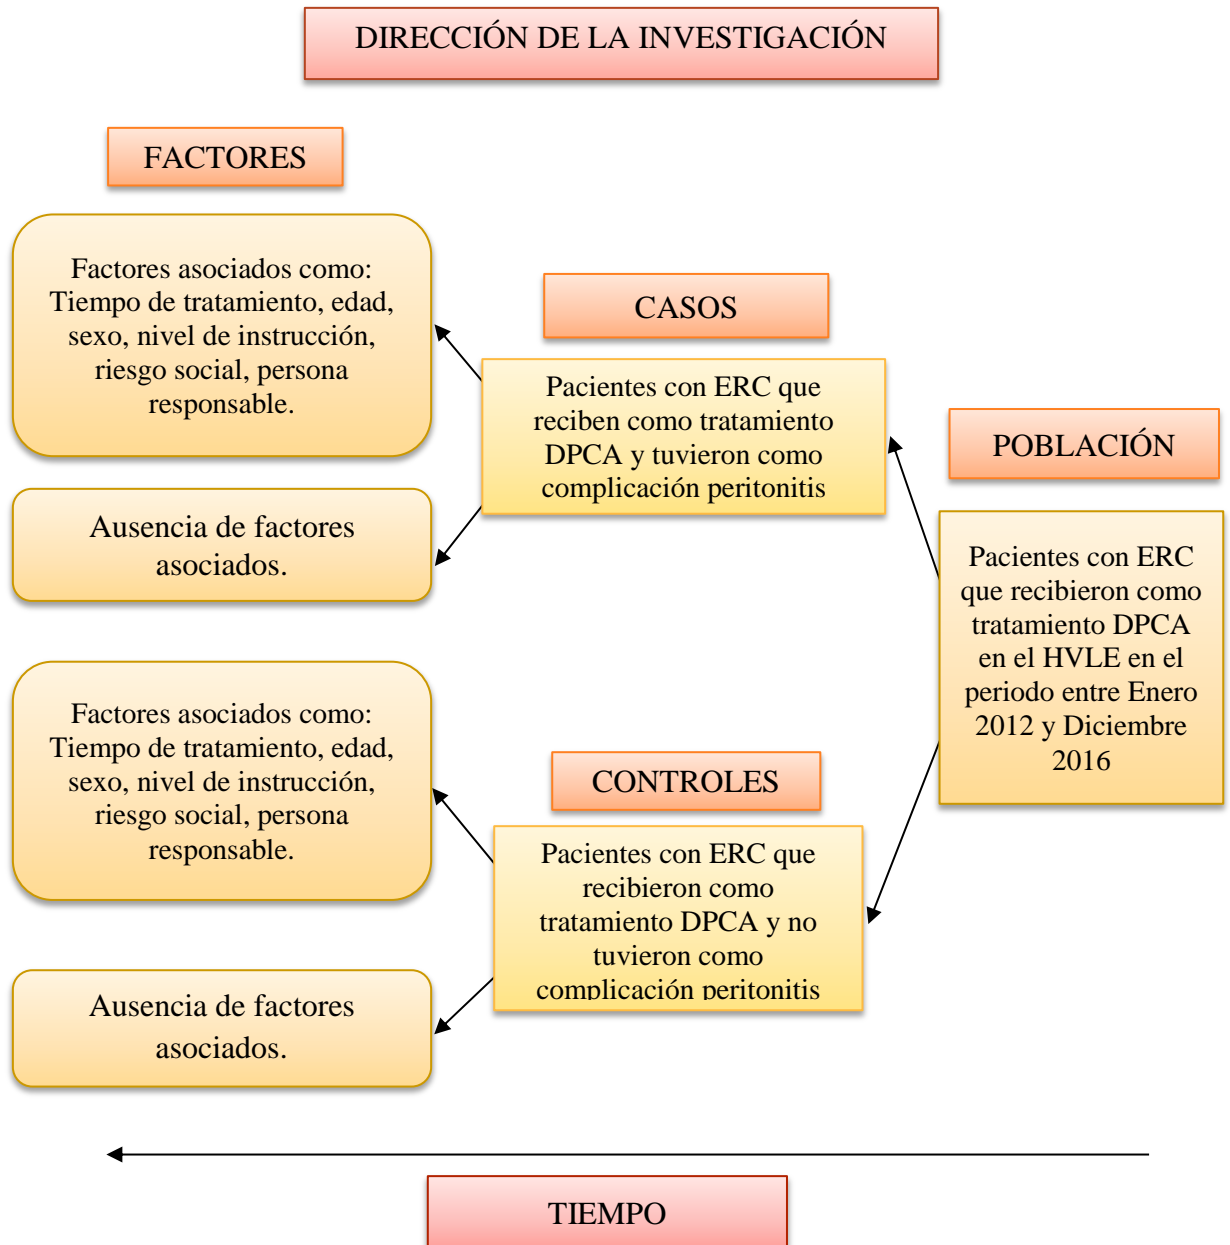 DIRECCIÓN DE LA INVESTIGACIÓN
FACTORES
Factores asociados como:
Tiempo de tratamiento, edad,
sexo, nivel de instrucción,
riesgo social, persona
responsable.
Ausencia de factores
asociados.
CASOS
Pacientes con ERC que
reciben como tratamiento
DPCA y tuvieron como
complicación peritonitis
POBLACIÓN
Pacientes con ERC
que recibieron como
tratamiento DPCA
en el HVLE en el
periodo entre Enero
2012 y Diciembre
2016
Factores asociados como:
Tiempo de tratamiento, edad,
sexo, nivel de instrucción,
riesgo social, persona
responsable.
Ausencia de factores
asociados.
CONTROLES
Pacientes con ERC que
recibieron como
tratamiento DPCA y no
tuvieron como
complicación peritonitis
TIEMPO